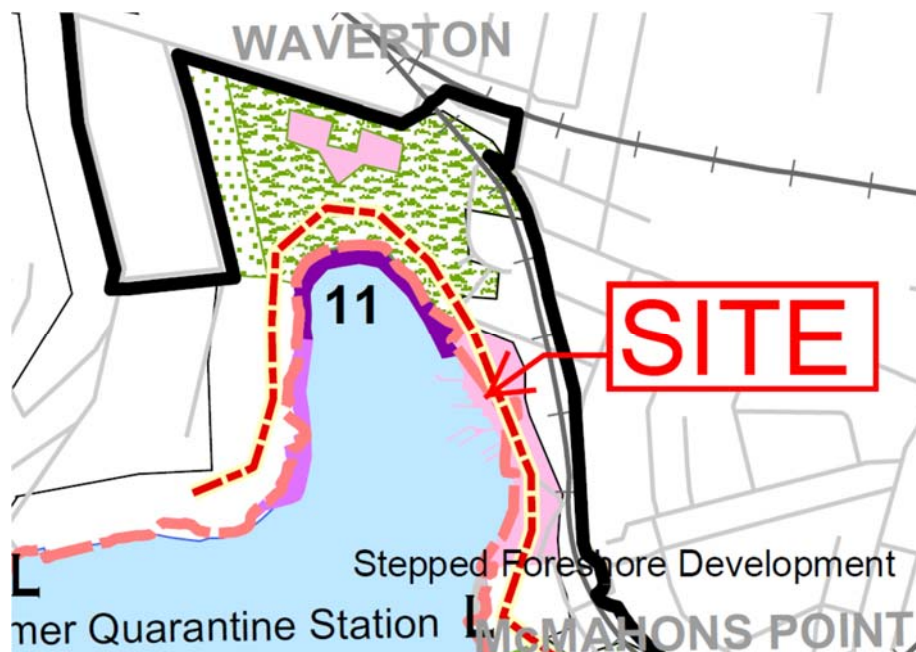 WAVERTON
11
SITE
Stepped Foreshore Development
L
mer Quarantine Station
L
McMAHONS POINT